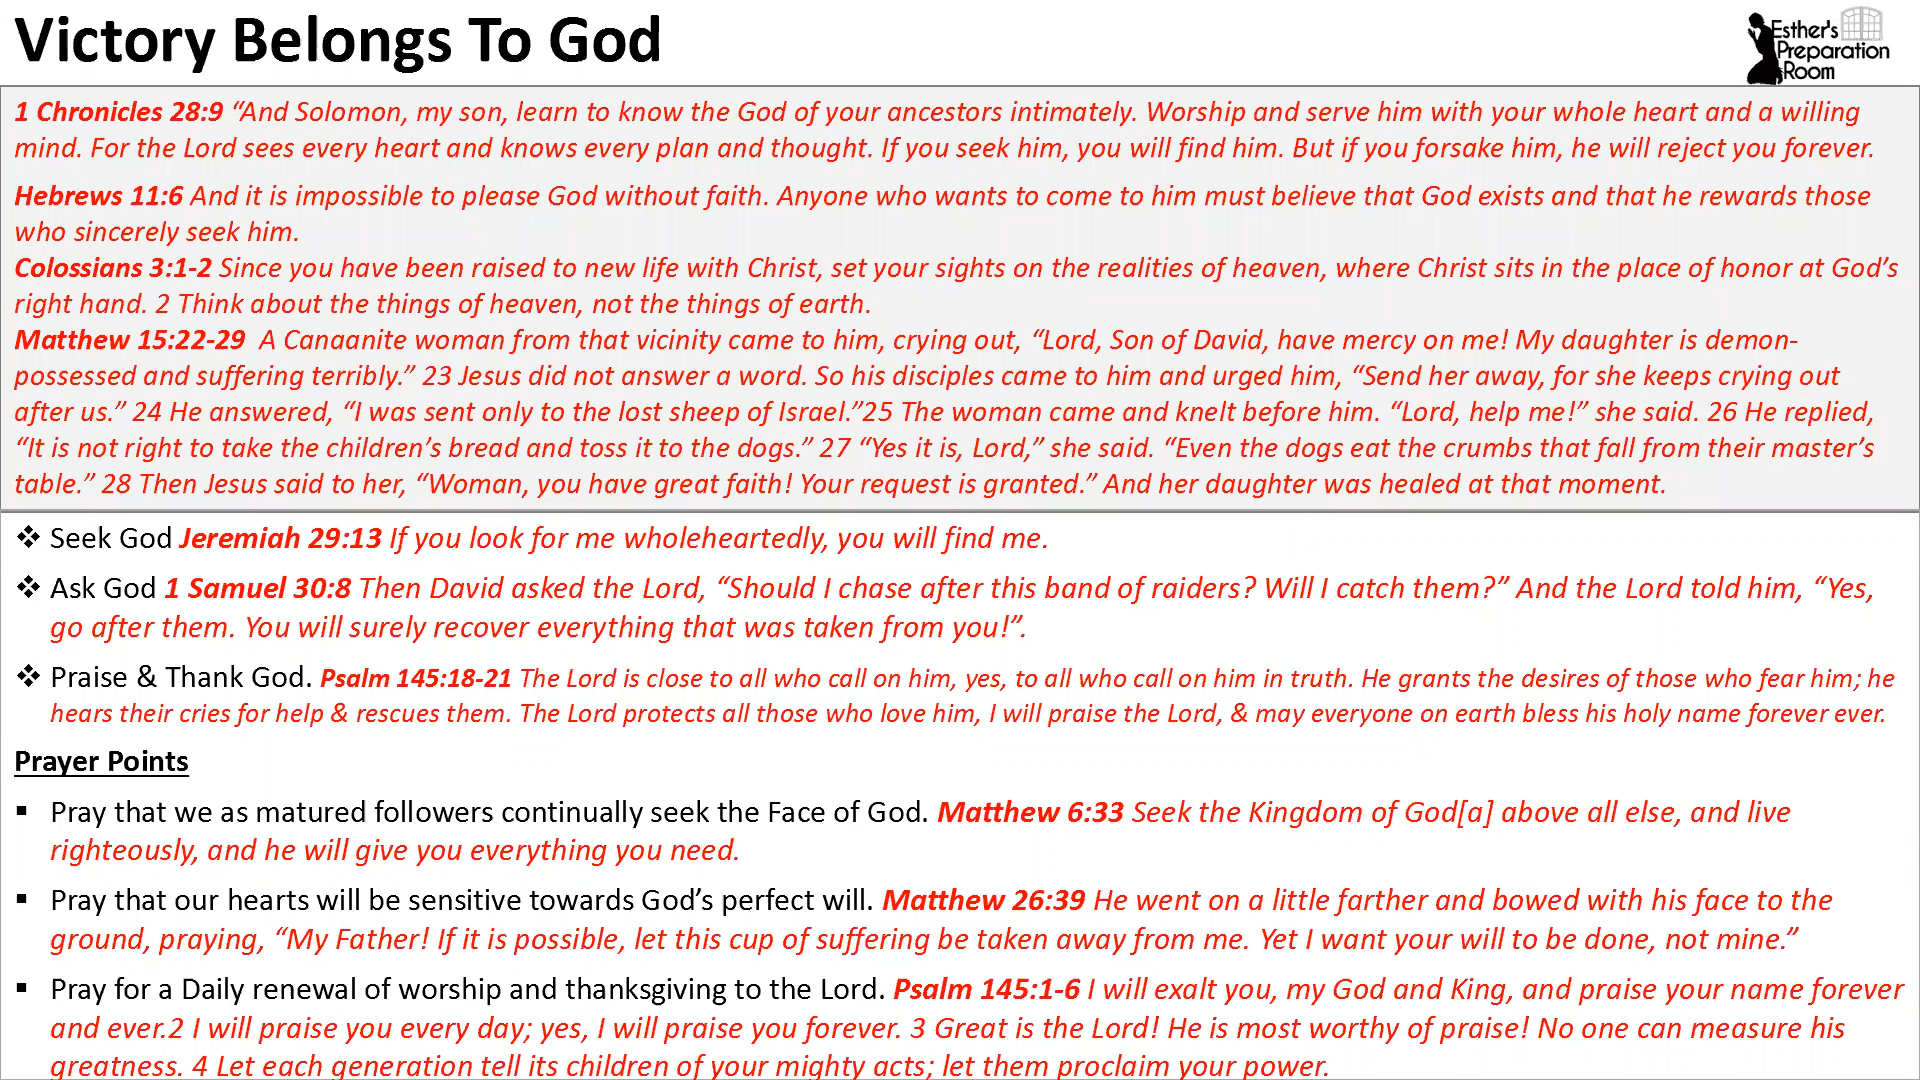 Victory Belongs To God
Esther's
Preparation
Room
1 Chronicles 28:9 “And Solomon, my son, learn to know the God of your ancestors intimately. Worship and serve him with your whole heart and a willing
mind. For the Lord sees every heart and knows every plan and thought. If you seek him, you will find him. But if you forsake him, he will reject you forever.
Hebrews 11:6 And it is impossible to please God without faith. Anyone who wants to come to him must believe that God exists and that he rewards those
who sincerely seek him.
Colossians 3:1-2 Since you have been raised to new life with Christ, set your sights on the realities of heaven, where Christ sits in the place of honor at God’s
right hand. 2 Think about the things of heaven, not the things of earth.
Matthew 15:22-29  A Canaanite woman from that vicinity came to him, crying out, “Lord, Son of David, have mercy on me! My daughter is demon-
possessed and suffering terribly.” 23 Jesus did not answer a word. So his disciples came to him and urged him, “Send her away, for she keeps crying out
after us.” 24 He answered, “I was sent only to the lost sheep of Israel.”25 The woman came and knelt before him. “Lord, help me!” she said. 26 He replied,
“It is not right to take the children’s bread and toss it to the dogs.” 27 “Yes it is, Lord,” she said. “Even the dogs eat the crumbs that fall from their master’s
table.” 28 Then Jesus said to her, “Woman, you have great faith! Your request is granted.” And her daughter was healed at that moment.
❖ Seek God Jeremiah 29:13 If you look for me wholeheartedly, you will find me.
❖ Ask God 1 Samuel 30:8 Then David asked the Lord, “Should I chase after this band of raiders? Will I catch them?” And the Lord told him, “Yes,
go after them. You will surely recover everything that was taken from you!”.
❖ Praise & Thank God. Psalm 145:18-21 The Lord is close to all who call on him, yes, to all who call on him in truth. He grants the desires of those who fear him; he
hears their cries for help & rescues them. The Lord protects all those who love him, I will praise the Lord, & may everyone on earth bless his holy name forever ever.
Prayer Points
▪ Pray that we as matured followers continually seek the Face of God. Matthew 6:33 Seek the Kingdom of God[a] above all else, and live
righteously, and he will give you everything you need.
▪ Pray that our hearts will be sensitive towards God’s perfect will. Matthew 26:39 He went on a little farther and bowed with his face to the
ground, praying, “My Father! If it is possible, let this cup of suffering be taken away from me. Yet I want your will to be done, not mine.”
▪ Pray for a Daily renewal of worship and thanksgiving to the Lord. Psalm 145:1-6 I will exalt you, my God and King, and praise your name forever
and ever.2 I will praise you every day; yes, I will praise you forever. 3 Great is the Lord! He is most worthy of praise! No one can measure his
greatness. 4 Let each generation tell its children of your mighty acts; let them proclaim your power.